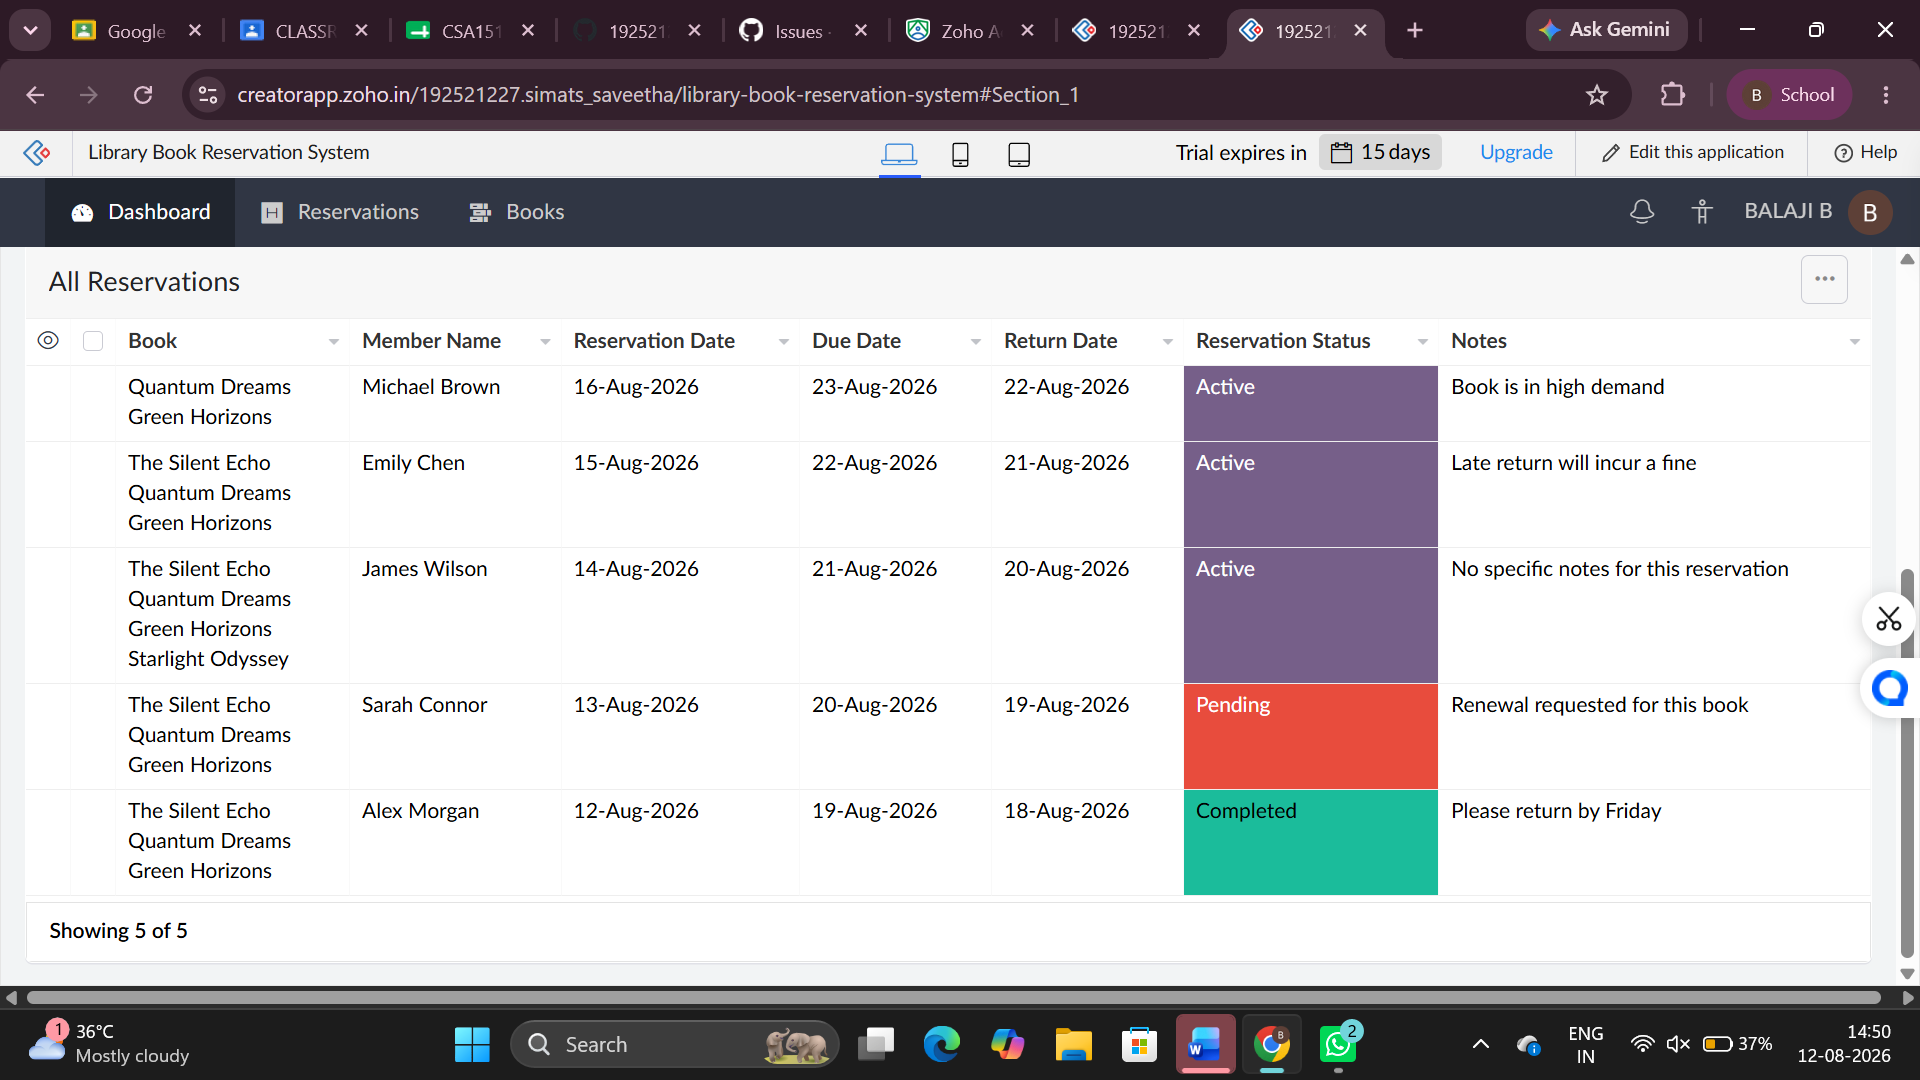 Google
CLASSR
CSA151
192521
Issues ·
Zoho A
192521
192521
Ask Gemini
creatorapp.zoho.in/192521227.simats_saveetha/library-book-reservation-system#Section_1
B School
Library Book Reservation System
Trial expires in 15 days
Upgrade
Edit this application
Help
Dashboard
Reservations
Books
BALAJI B
B
All Reservations
Book Member Name Reservation Date Due Date Return Date Reservation Status Notes
Quantum Dreams Michael Brown 16-Aug-2026 23-Aug-2026 22-Aug-2026 Active Book is in high demand
Green Horizons
The Silent Echo Emily Chen 15-Aug-2026 22-Aug-2026 21-Aug-2026 Active Late return will incur a fine
Quantum Dreams
Green Horizons
The Silent Echo James Wilson 14-Aug-2026 21-Aug-2026 20-Aug-2026 Active No specific notes for this reservation
Quantum Dreams
Green Horizons
Starlight Odyssey
The Silent Echo Sarah Connor 13-Aug-2026 20-Aug-2026 19-Aug-2026 Pending Renewal requested for this book
Quantum Dreams
Green Horizons
The Silent Echo Alex Morgan 12-Aug-2026 19-Aug-2026 18-Aug-2026 Completed Please return by Friday
Quantum Dreams
Green Horizons
Showing 5 of 5
1
36°C
Mostly cloudy
Search
W
B
2
ENG
IN
37%
14:50
12-08-2026